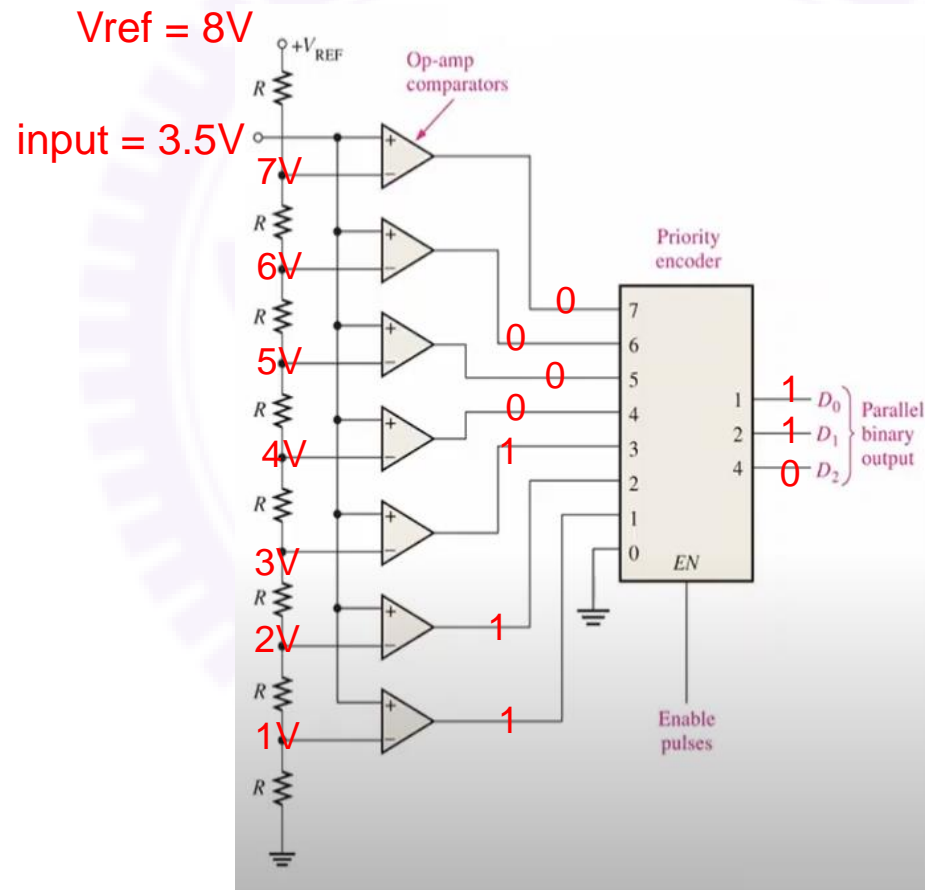 Vref = 8V
+V_REF
R
Op-amp
comparators
input = 3.5V
+
7V
−
R
+
Priority
encoder
6V
−
R
0
7
+
0
6
5V
−
0
5
1
1
D₀
R
0
4
Parallel
+
2
1
D₁
binary
4V
−
1
3
4
0
D₂
output
R
2
+
1
3V
−
0
EN
R
+
2V
−
1
R
+
1
Enable
pulses
1V
−
R